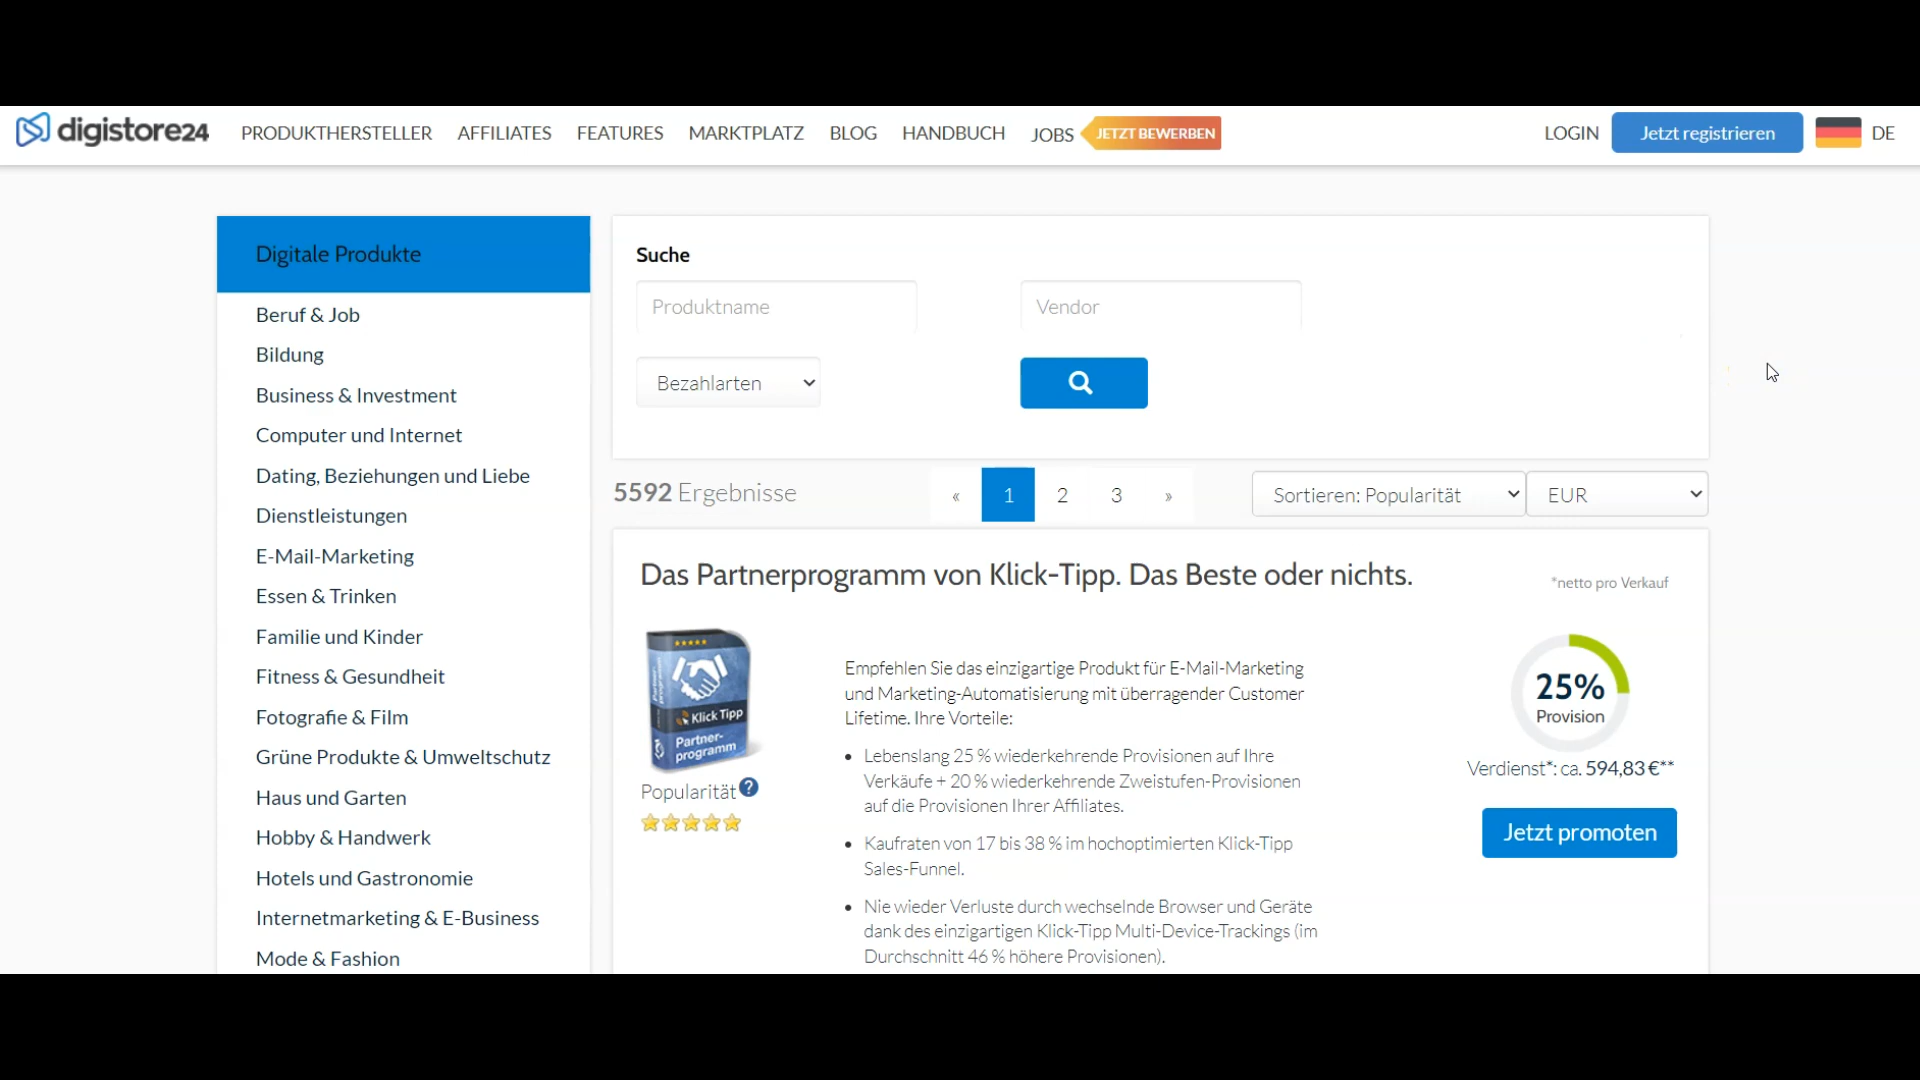 digistore24 PRODUKTHERSTELLER AFFILIATES FEATURES MARKTPLATZ BLOG HANDBUCH JOBS JETZT BEWERBEN LOGIN Jetzt registrieren DE
Digitale Produkte
Beruf & Job
Bildung
Business & Investment
Computer und Internet
Dating, Beziehungen und Liebe
Dienstleistungen
E-Mail-Marketing
Essen & Trinken
Familie und Kinder
Fitness & Gesundheit
Fotografie & Film
Grüne Produkte & Umweltschutz
Haus und Garten
Hobby & Handwerk
Hotels und Gastronomie
Internetmarketing & E-Business
Mode & Fashion
Suche
Produktname Vendor
Bezahlarten
5592 Ergebnisse « 1 2 3 » Sortieren: Popularität EUR
Das Partnerprogramm von Klick-Tipp. Das Beste oder nichts.
*netto pro Verkauf
Klick Tipp
Partner-
programm
Popularität ?
Empfehlen Sie das einzigartige Produkt für E-Mail-Marketing
und Marketing-Automatisierung mit überragender Customer
Lifetime. Ihre Vorteile:
• Lebenslang 25 % wiederkehrende Provisionen auf Ihre
Verkäufe + 20 % wiederkehrende Zweistufen-Provisionen
auf die Provisionen Ihrer Affiliates.
• Kaufraten von 17 bis 38 % im hochoptimierten Klick-Tipp
Sales-Funnel.
• Nie wieder Verluste durch wechselnde Browser und Geräte
dank des einzigartigen Klick-Tipp Multi-Device-Trackings (im
Durchschnitt 46 % höhere Provisionen).
25%
Provision
Verdienst*: ca. 594,83 €**
Jetzt promoten